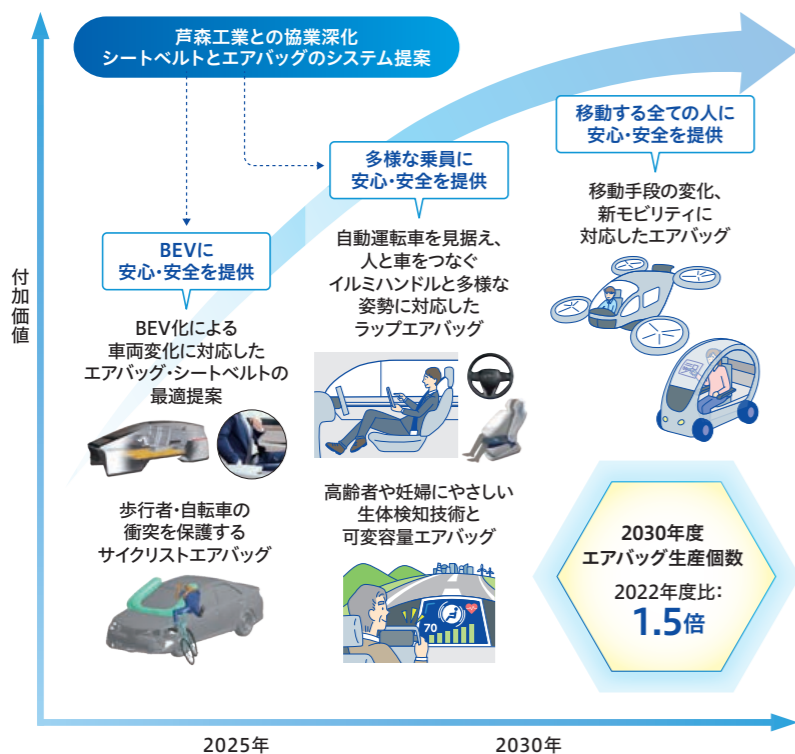 芦森工業との協業深化
シートベルトとエアバッグのシステム提案
付加価値
BEVに
安心・安全を提供
BEV化による
車両変化に対応した
エアバッグ・シートベルトの
最適提案
歩行者・自転車の
衝突を保護する
サイクリストエアバッグ
多様な乗員に
安心・安全を提供
自動運転車を見据え、
人と車をつなぐ
イルミハンドルと多様な
姿勢に対応した
ラップエアバッグ
高齢者や妊婦にやさしい
生体検知技術と
可変容量エアバッグ
70
移動する全ての人に
安心・安全を提供
移動手段の変化、
新モビリティに
対応したエアバッグ
2030年度
エアバッグ生産個数
2022年度比:
1.5倍
2025年
2030年